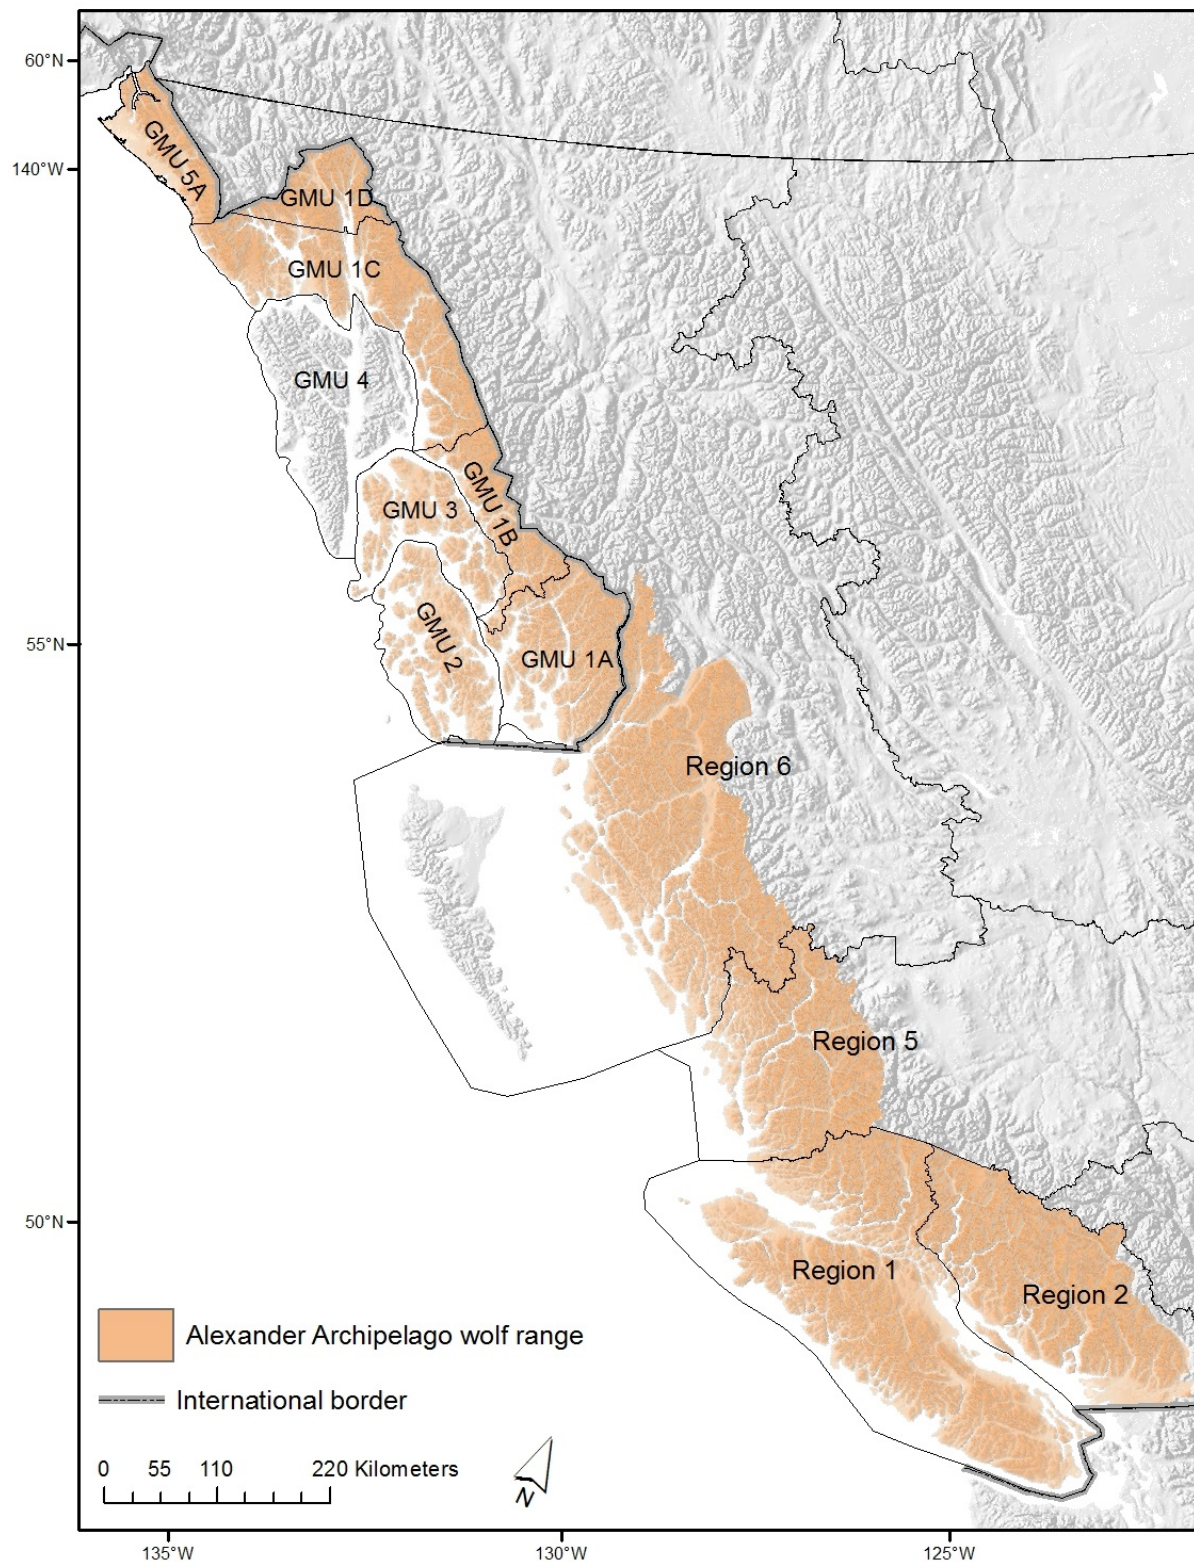 60°N
140°W
GMU 5A
GMU 1D
GMU 1C
GMU 4
GMU 3
GMU 1B
GMU 2
55°N
GMU 1A
Region 6
Region 5
50°N
Region 1
Region 2
Alexander Archipelago wolf range
International border
0 55 110 220 Kilometers
N
135°W 130°W 125°W